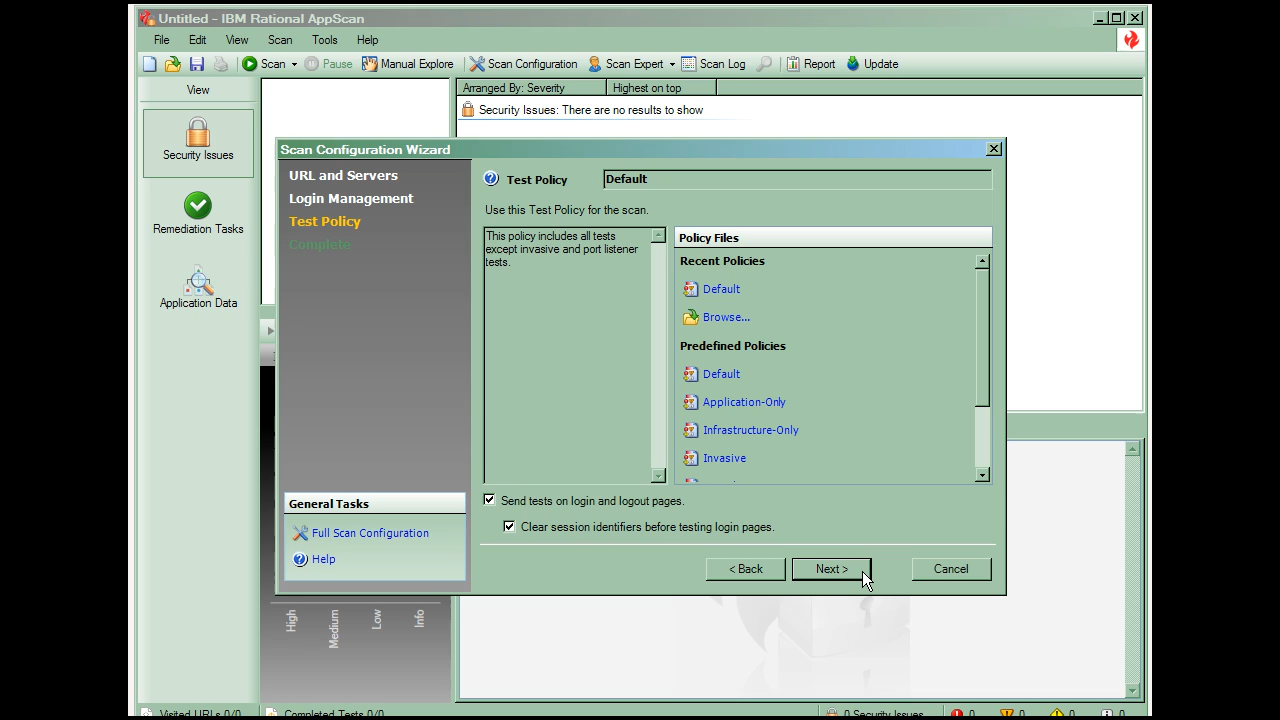 Untitled - IBM Rational AppScan
File Edit View Scan Tools Help
Scan Pause Manual Explore Scan Configuration Scan Expert Scan Log Report Update
View
Arranged By: Severity Highest on top
Security Issues: There are no results to show
Security Issues
Remediation Tasks
Application Data
Scan Configuration Wizard
URL and Servers
Login Management
Test Policy
Complete
General Tasks
Full Scan Configuration
Help
Test Policy Default
Use this Test Policy for the scan.
This policy includes all tests
except invasive and port listener
tests.
Policy Files
Recent Policies
Default
Browse...
Predefined Policies
Default
Application-Only
Infrastructure-Only
Invasive
Send tests on login and logout pages.
Clear session identifiers before testing login pages.
< Back Next > Cancel
High Medium Low Info
Visited URLs 0/0 Completed Tests 0/0 0 Security Issues 0 0 0 0